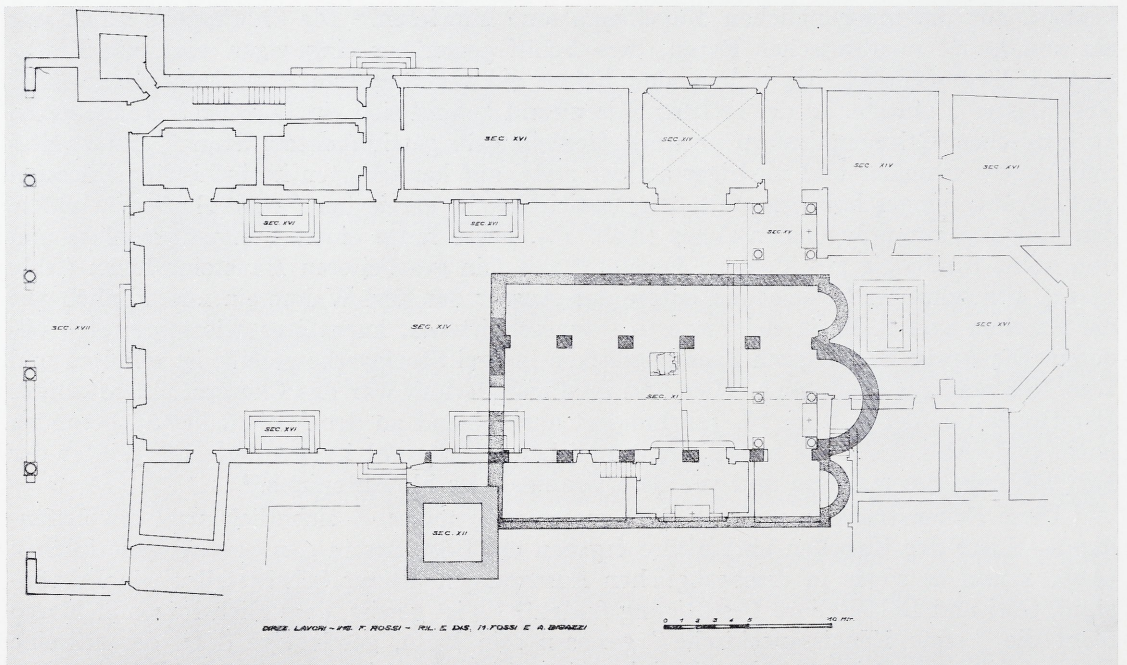 SEC. XVI
SEC. XIV
SEC. XIV
SEC. XVI
SEC. XVI
SEC. XVI
SEC. XV
SEC. XVII
SEC. XIV
SEC. XVI
SEC. XI
SEC. XVI
SEC. XII
DIREZ. LAVORI – ING. F. ROSSI – RIL. E DIS. M. FOSSI E A. BIGAZZI
0 1 2 3 4 5 10 MTR.